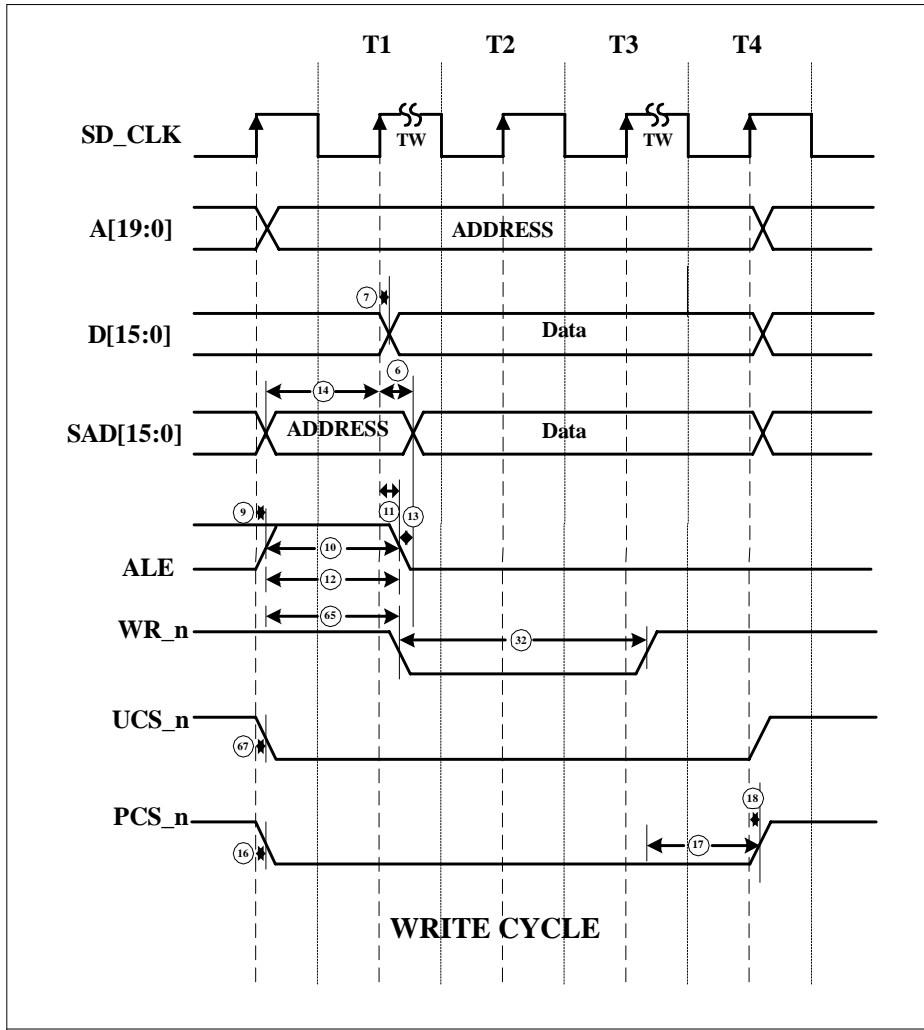 T1 T2 T3 T4
SD_CLK TW TW
A[19:0] ADDRESS
7
D[15:0] Data
6
14
SAD[15:0] ADDRESS Data
9 11 13
10
ALE 12
65
WR_n 32
UCS_n
67
18
PCS_n
16 17
WRITE CYCLE